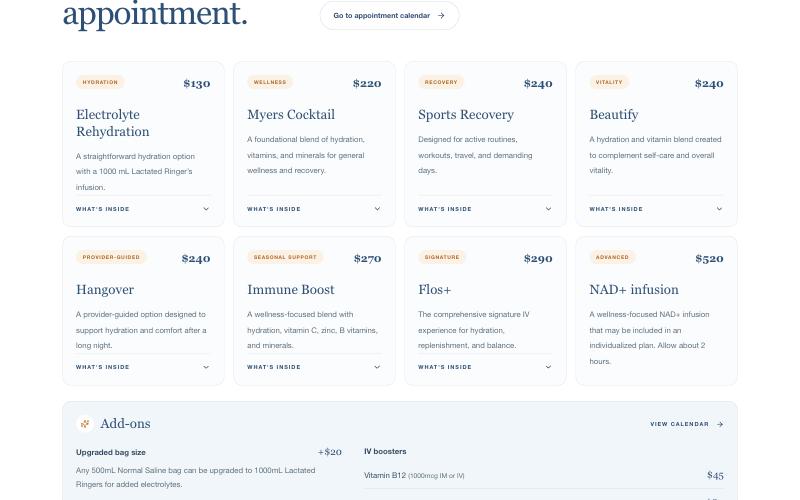 appointment.
Go to appointment calendar
HYDRATION
$130
Electrolyte
Rehydration
A straightforward hydration option
with a 1000 mL Lactated Ringer's
infusion.
WHAT'S INSIDE
WELLNESS
$220
Myers Cocktail
A foundational blend of hydration,
vitamins, and minerals for general
wellness and recovery.
WHAT'S INSIDE
RECOVERY
$240
Sports Recovery
Designed for active routines,
workouts, travel, and demanding
days.
WHAT'S INSIDE
VITALITY
$240
Beautify
A hydration and vitamin blend created
to complement self-care and overall
vitality.
WHAT'S INSIDE
PROVIDER-GUIDED
$240
Hangover
A provider-guided option designed to
support hydration and comfort after a
long night.
WHAT'S INSIDE
SEASONAL SUPPORT
$270
Immune Boost
A wellness-focused blend with
hydration, vitamin C, zinc, B vitamins,
and minerals.
WHAT'S INSIDE
SIGNATURE
$290
Flos+
The comprehensive signature IV
experience for hydration,
replenishment, and balance.
WHAT'S INSIDE
ADVANCED
$520
NAD+ infusion
A wellness-focused NAD+ infusion
that may be included in an
individualized plan. Allow about 2
hours.
Add-ons
VIEW CALENDAR
Upgraded bag size
+$20
Any 500mL Normal Saline bag can be upgraded to 1000mL Lactated
Ringers for added electrolytes.
IV boosters
Vitamin B12 (1000mcg IM or IV)
$45